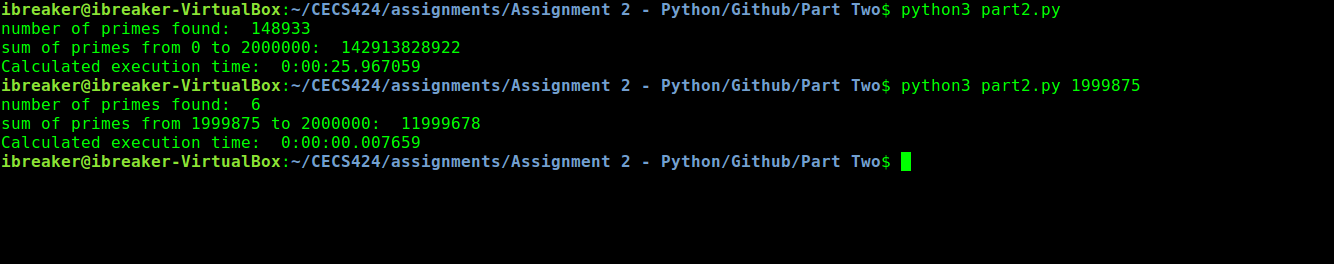 ibreaker@ibreaker-VirtualBox:~/CECS424/assignments/Assignment 2 - Python/Github/Part Two$ python3 part2.py
number of primes found:  148933
sum of primes from 0 to 2000000:  142913828922
Calculated execution time:  0:00:25.967059
ibreaker@ibreaker-VirtualBox:~/CECS424/assignments/Assignment 2 - Python/Github/Part Two$ python3 part2.py 1999875
number of primes found:  6
sum of primes from 1999875 to 2000000:  11999678
Calculated execution time:  0:00:00.007659
ibreaker@ibreaker-VirtualBox:~/CECS424/assignments/Assignment 2 - Python/Github/Part Two$